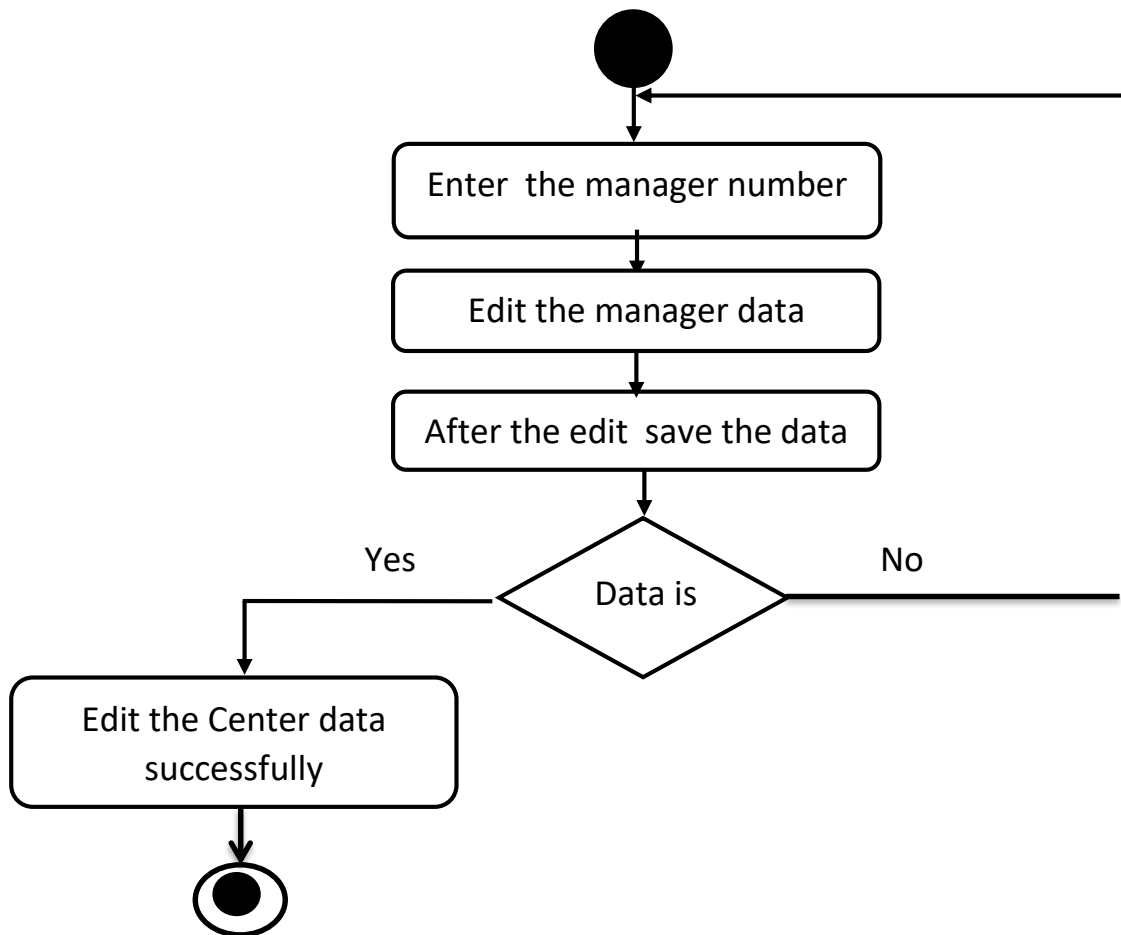 Enter  the manager number
Edit the manager data
After the edit  save the data
Yes
No
Data is
Edit the Center data
successfully